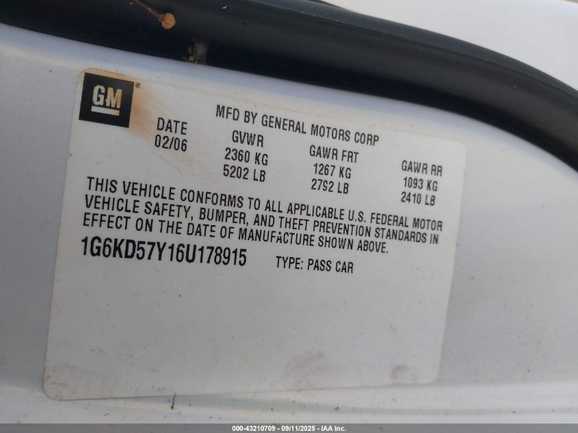 GM
MFD BY GENERAL MOTORS CORP
DATE GVWR GAWR FRT GAWR RR
02/06 2360 KG 1267 KG 1093 KG
5202 LB 2792 LB 2410 LB
THIS VEHICLE CONFORMS TO ALL APPLICABLE U.S. FEDERAL MOTOR
VEHICLE SAFETY, BUMPER, AND THEFT PREVENTION STANDARDS IN
EFFECT ON THE DATE OF MANUFACTURE SHOWN ABOVE.
1G6KD57Y16U178915 TYPE: PASS CAR
000-43210709 - 09/11/2025 - IAA, LLC